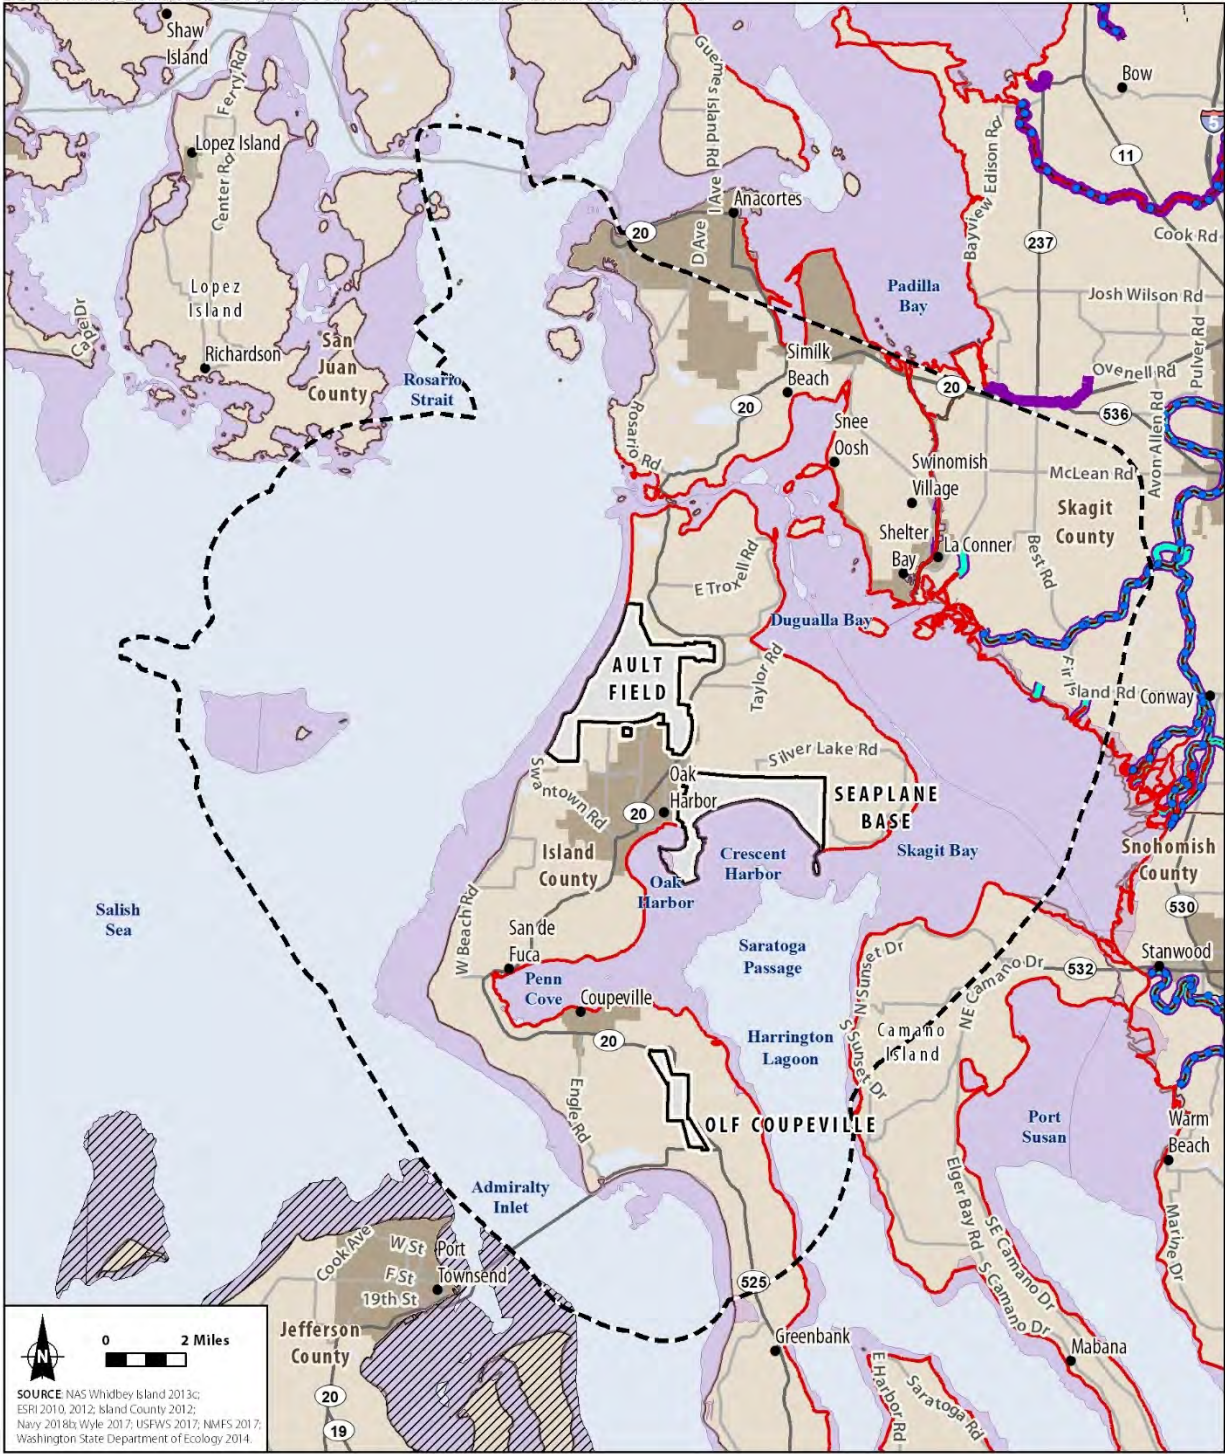 Shaw
Island
Ferry Rd
Guemes Island Rd
Bow
5
Lopez Island
Center Rd
11
I Ave
Bayview Edison Rd
Anacortes
D Ave
20
237
Cook Rd
Lopez
Island
Padilla
Bay
Josh Wilson Rd
Pulver Rd
San
Juan
County
Richardson
Rosario
Strait
Similk
Beach
20
Ovenell Rd
20
536
Rosario Rd
Snee
Oosh
Avon Allen Rd
Swinomish
Village
McLean Rd
Skagit
County
Shelter
Bay
La Conner
Best Rd
E Troxell Rd
Dugualla Bay
AULT
FIELD
Taylor Rd
Fir Island Rd
Conway
Silver Lake Rd
Swantown Rd
Oak
Harbor
20
SEAPLANE
BASE
Skagit Bay
Island
County
Crescent
Harbor
Oak
Harbor
Snohomish
County
530
Salish
Sea
W Beach Rd
San de
Fuca
Saratoga
Passage
N Sunset Dr
NE Camano Dr
532
Stanwood
Penn
Cove
Coupeville
20
Harrington
Lagoon
S Sunset Dr
Camano
Island
Engle Rd
OLF COUPEVILLE
Port
Susan
Warm
Beach
Admiralty
Inlet
Elger Bay Rd
SE Camano Dr
S Camano Dr
Marine Dr
Cook Ave
W St
F St
19th St
Port
Townsend
525
Greenbank
Mabana
E Harbor Rd
Saratoga Rd
Jefferson
County
20
19
N
0 2 Miles
SOURCE: NAS Whidbey Island 2013c;
ESRI 2010, 2012; Island County 2012;
Navy 2018b; Wyle 2017; USFWS 2017; NMFS 2017;
Washington State Department of Ecology 2014.